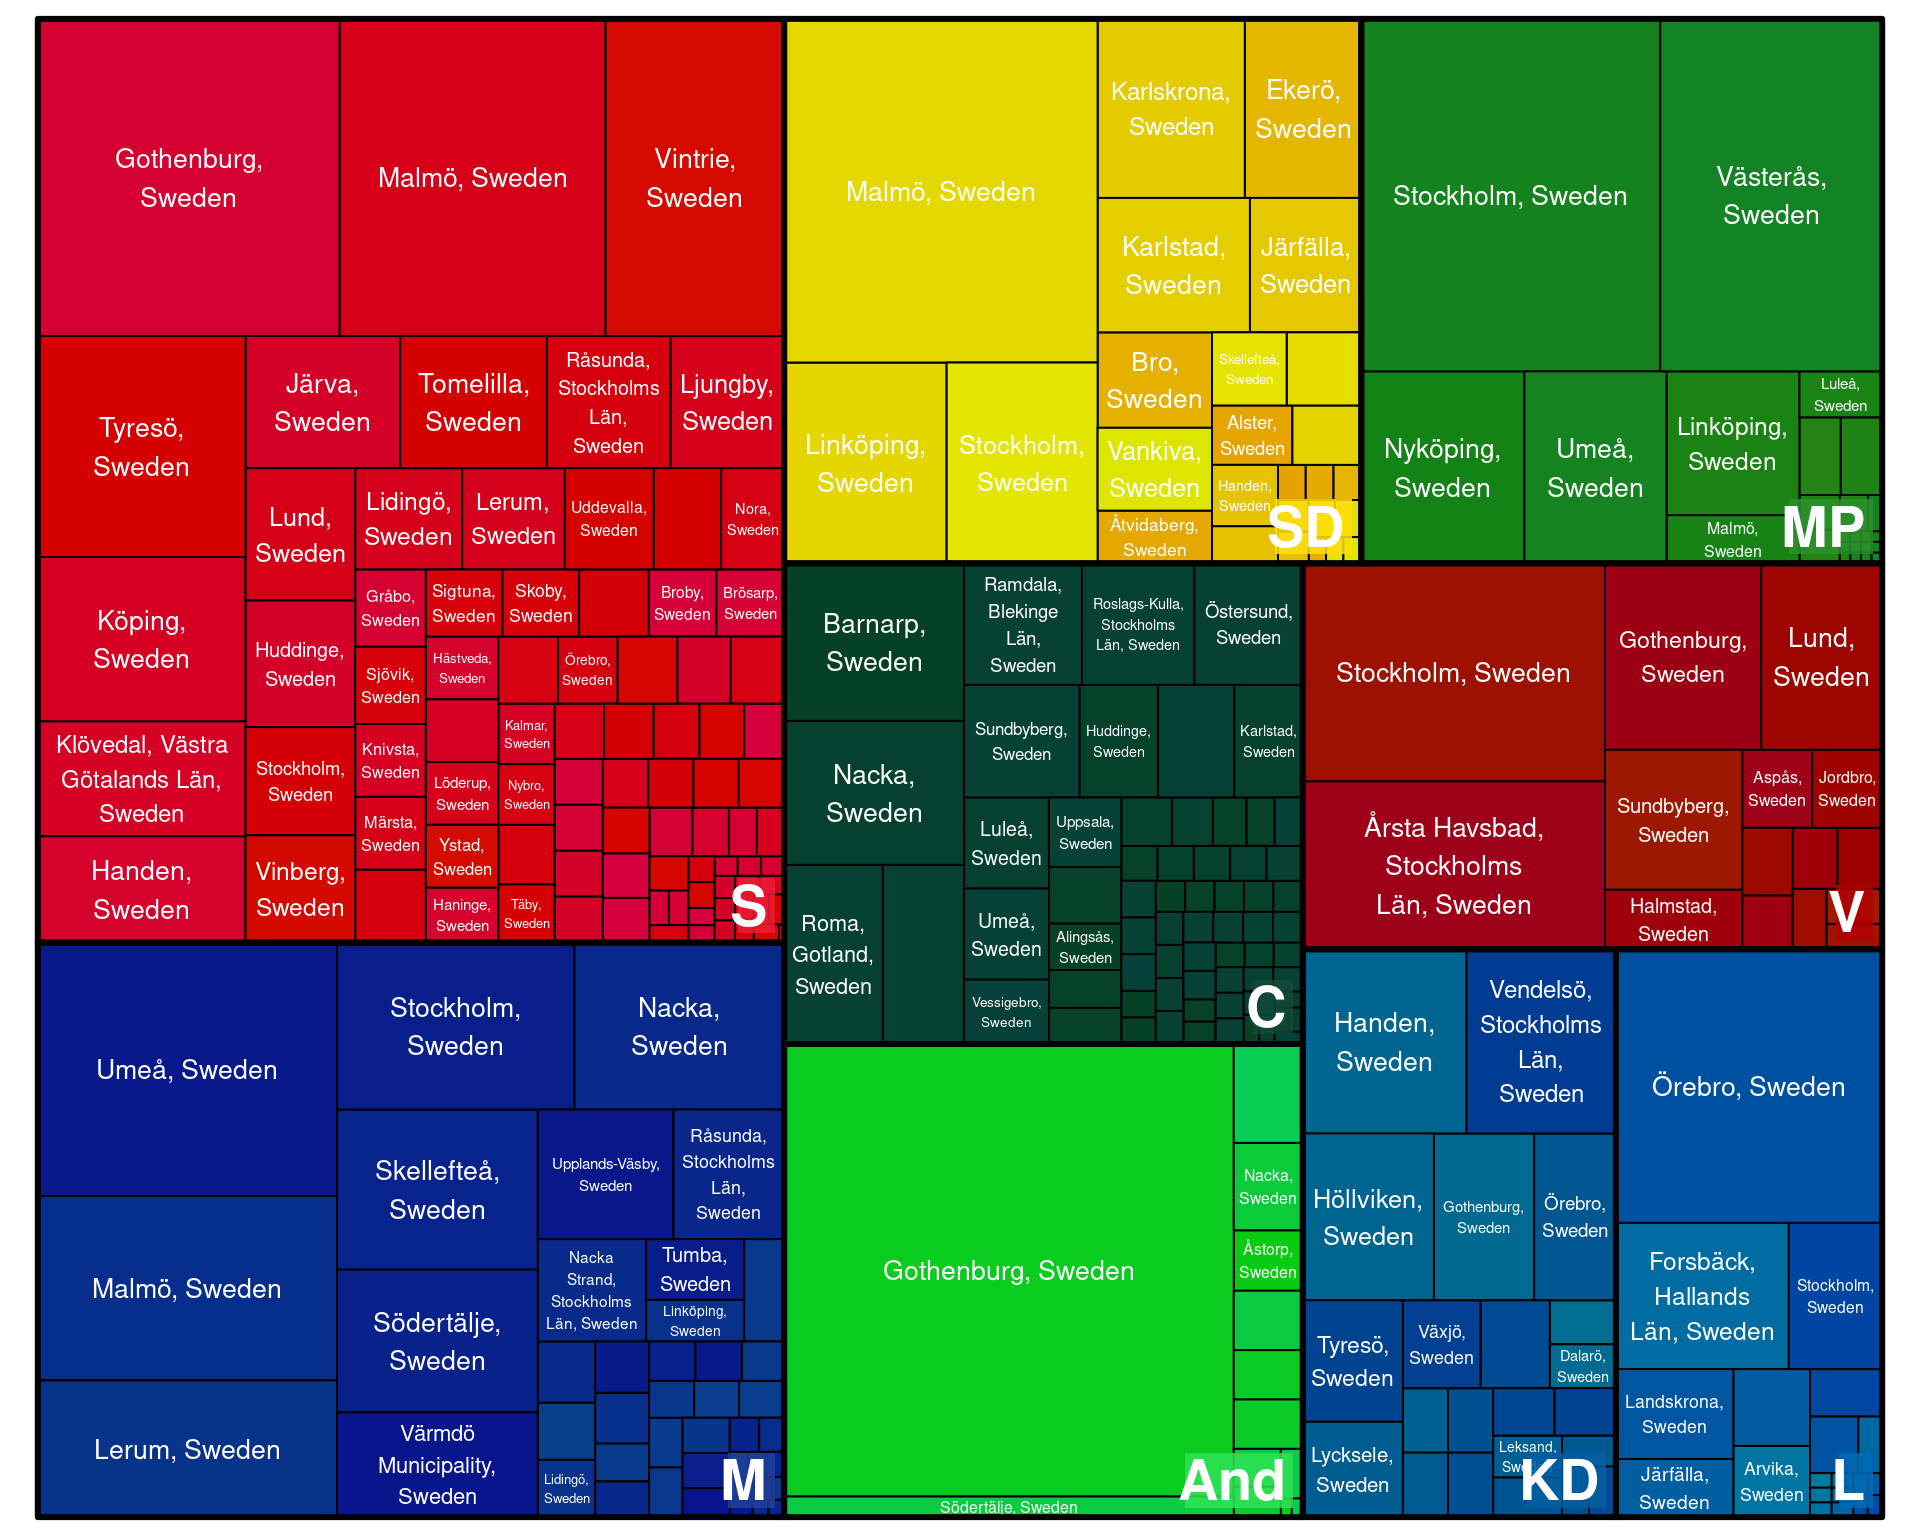 Gothenburg,
Sweden
Malmö, Sweden
Vintrie,
Sweden
Tyresö,
Sweden
Järva,
Sweden
Tomelilla,
Sweden
Råsunda,
Stockholms
Län,
Sweden
Ljungby,
Sweden
Köping,
Sweden
Lund,
Sweden
Lidingö,
Sweden
Lerum,
Sweden
Uddevalla,
Sweden
Nora,
Sweden
Klövedal, Västra
Götalands Län,
Sweden
Huddinge,
Sweden
Gråbo,
Sweden
Sigtuna,
Sweden
Skoby,
Sweden
Broby,
Sweden
Brösarp,
Sweden
Sjövik,
Sweden
Hästveda,
Sweden
Örebro,
Sweden
Handen,
Sweden
Stockholm,
Sweden
Knivsta,
Sweden
Kalmar,
Sweden
Löderup,
Sweden
Nybro,
Sweden
Märsta,
Sweden
Vinberg,
Sweden
Ystad,
Sweden
Haninge,
Sweden
Täby,
Sweden
S
Malmö, Sweden
Karlskrona,
Sweden
Ekerö,
Sweden
Karlstad,
Sweden
Järfälla,
Sweden
Linköping,
Sweden
Stockholm,
Sweden
Bro,
Sweden
Skellefteå,
Sweden
Alster,
Sweden
Vankiva,
Sweden
Handen,
Sweden
Åtvidaberg,
Sweden
SD
Stockholm, Sweden
Västerås,
Sweden
Nyköping,
Sweden
Umeå,
Sweden
Linköping,
Sweden
Luleå,
Sweden
Malmö,
Sweden
MP
Barnarp,
Sweden
Ramdala,
Blekinge
Län,
Sweden
Roslags-Kulla,
Stockholms
Län, Sweden
Östersund,
Sweden
Nacka,
Sweden
Sundbyberg,
Sweden
Huddinge,
Sweden
Karlstad,
Sweden
Roma,
Gotland,
Sweden
Luleå,
Sweden
Uppsala,
Sweden
Umeå,
Sweden
Alingsås,
Sweden
Vessigebro,
Sweden
C
Stockholm, Sweden
Gothenburg,
Sweden
Lund,
Sweden
Årsta Havsbad,
Stockholms
Län, Sweden
Sundbyberg,
Sweden
Aspås,
Sweden
Jordbro,
Sweden
Halmstad,
Sweden
V
Umeå, Sweden
Stockholm,
Sweden
Nacka,
Sweden
Malmö, Sweden
Skellefteå,
Sweden
Upplands-Väsby,
Sweden
Råsunda,
Stockholms
Län,
Sweden
Lerum, Sweden
Södertälje,
Sweden
Nacka
Strand,
Stockholms
Län, Sweden
Tumba,
Sweden
Linköping,
Sweden
Värmdö
Municipality,
Sweden
Lidingö,
Sweden
M
Gothenburg, Sweden
Nacka,
Sweden
Åstorp,
Sweden
Södertälje, Sweden
And
Handen,
Sweden
Vendelsö,
Stockholms
Län,
Sweden
Höllviken,
Sweden
Gothenburg,
Sweden
Örebro,
Sweden
Tyresö,
Sweden
Växjö,
Sweden
Dalarö,
Sweden
Lycksele,
Sweden
Leksand,
KD
Örebro, Sweden
Forsbäck,
Hallands
Län, Sweden
Stockholm,
Sweden
Landskrona,
Sweden
Järfälla,
Sweden
Arvika,
Sweden
L